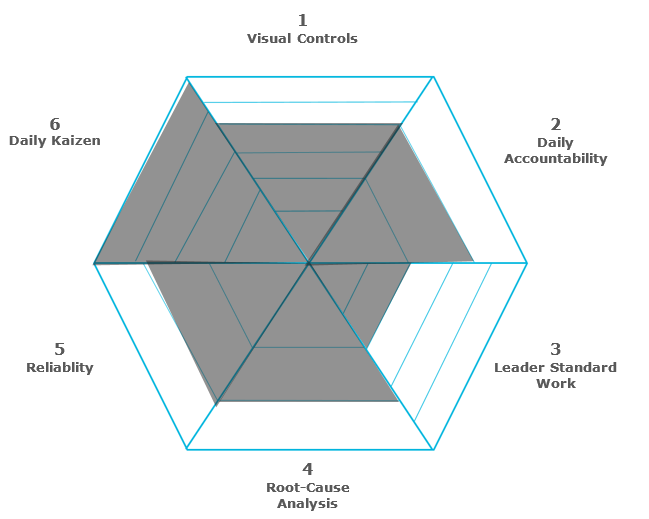 1
Visual Controls
2
Daily
Accountability
3
Leader Standard
Work
4
Root-Cause
Analysis
5
Reliablity
6
Daily Kaizen